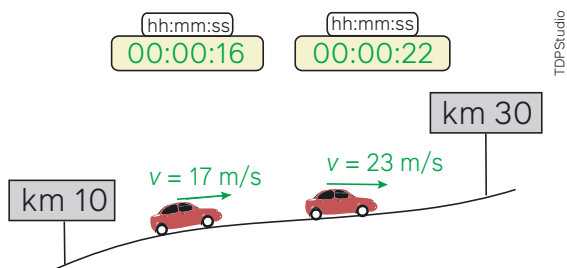 hh:mm:ss
00:00:16
hh:mm:ss
00:00:22
TDPStudio
km 30
v = 23 m/s
v = 17 m/s
km 10